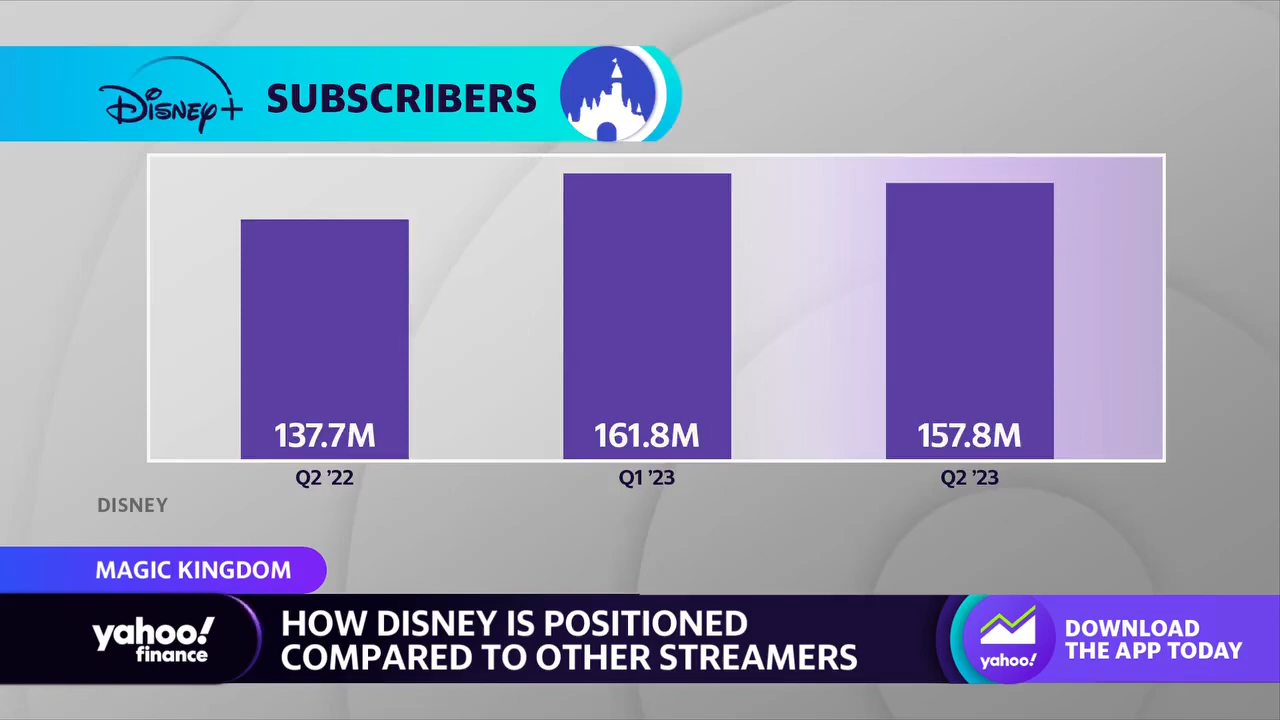 Disney+ SUBSCRIBERS
137.7M 161.8M 157.8M
Q2 ’22 Q1 ’23 Q2 ’23
DISNEY
MAGIC KINGDOM
yahoo!
finance
HOW DISNEY IS POSITIONED
COMPARED TO OTHER STREAMERS
yahoo!
DOWNLOAD
THE APP TODAY